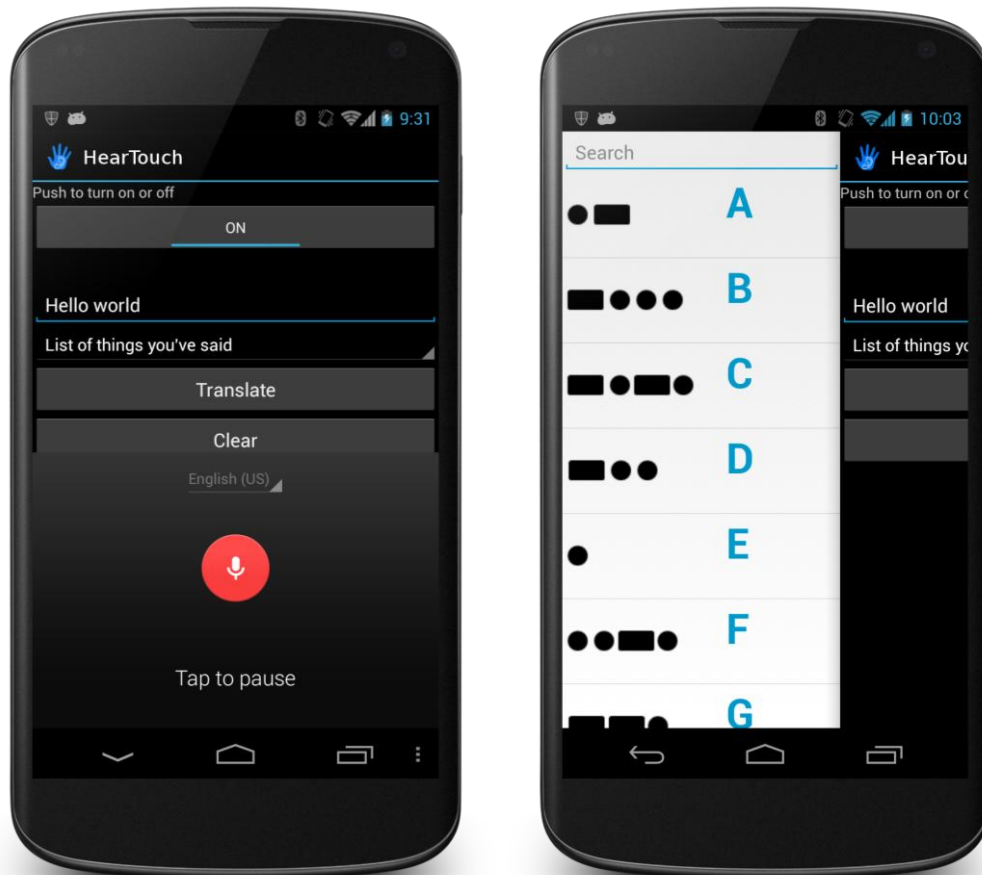 9:31
HearTouch
Push to turn on or off
ON
Hello world
List of things you've said
Translate
Clear
English (US)
Tap to pause
10:03
Search
HearTou
A
Push to turn on or o
B
Hello world
List of things yo
C
D
E
F
G